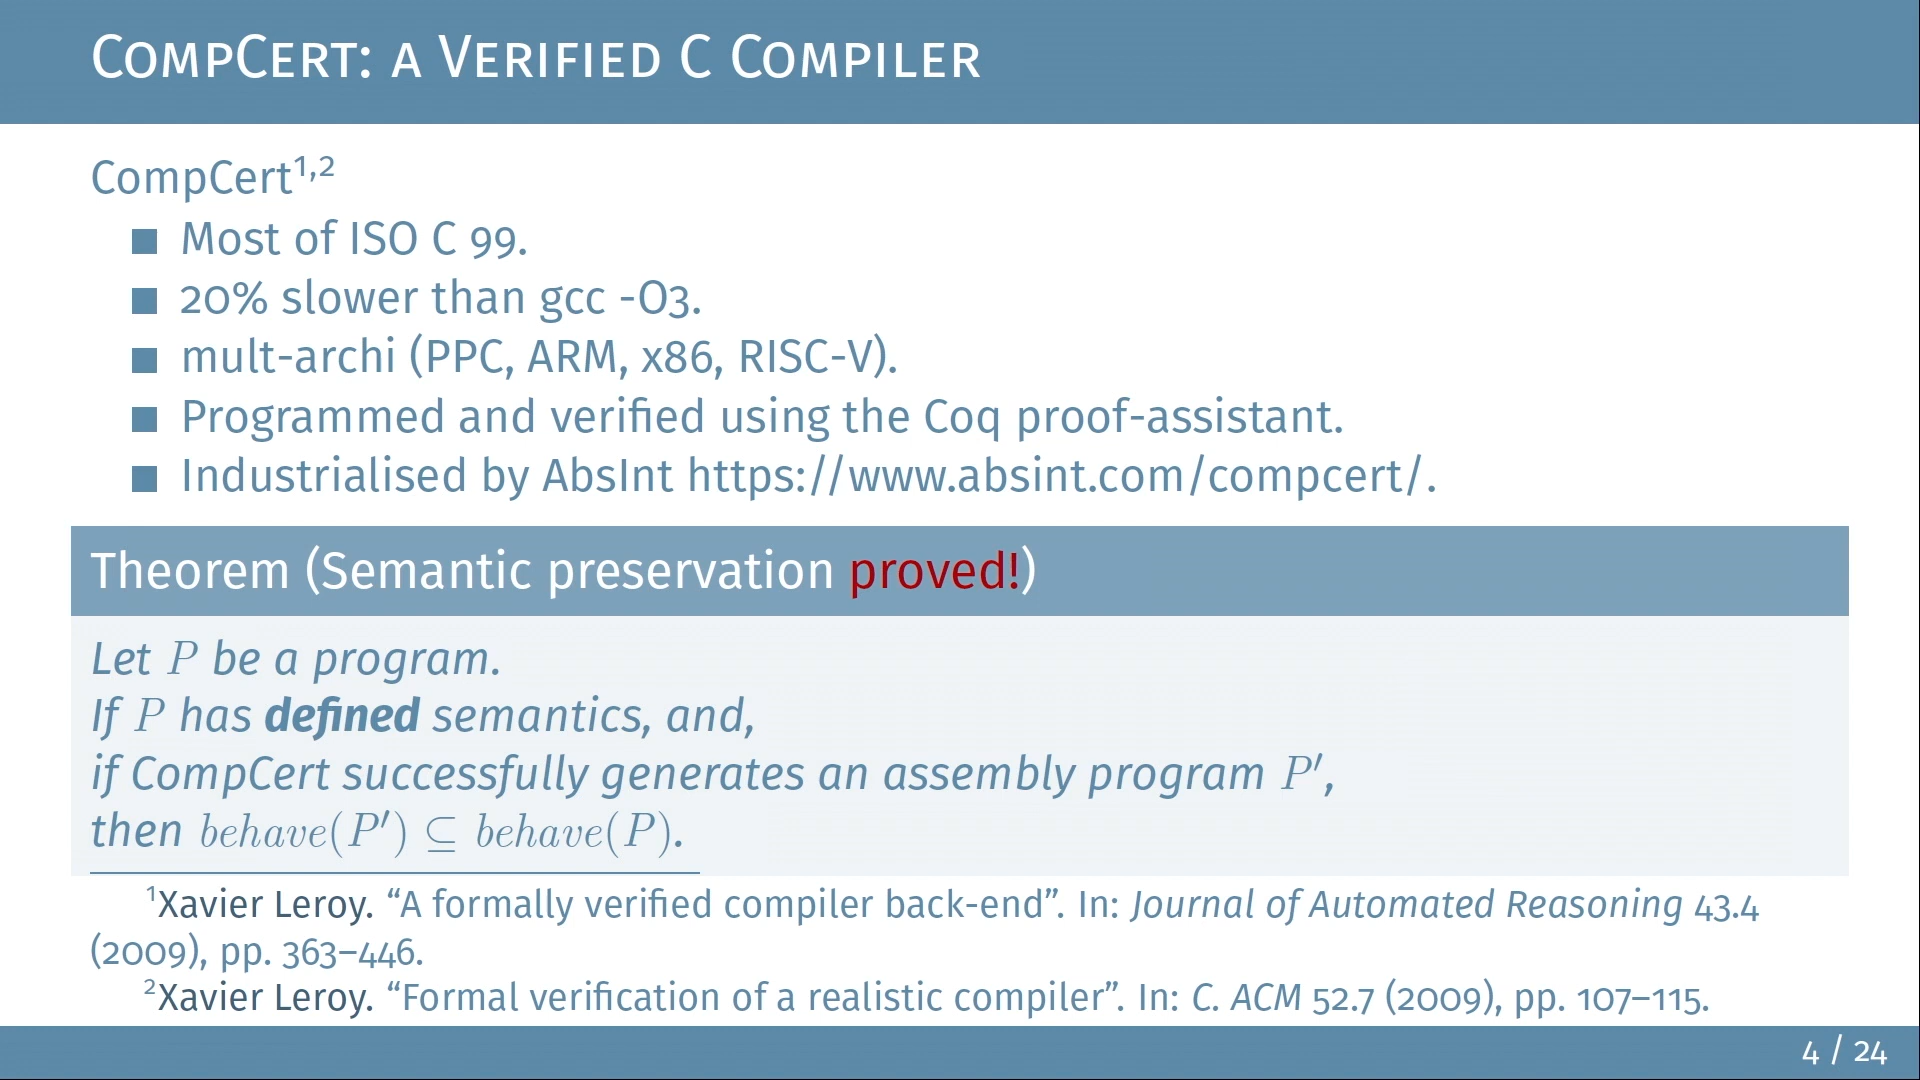 COMPCERT: A VERIFIED C COMPILER
CompCert¹,²
■ Most of ISO C 99.
■ 20% slower than gcc -O3.
■ mult-archi (PPC, ARM, x86, RISC-V).
■ Programmed and verified using the Coq proof-assistant.
■ Industrialised by AbsInt https://www.absint.com/compcert/.
Theorem (Semantic preservation proved!)
Let P be a program.
If P has defined semantics, and,
if CompCert successfully generates an assembly program P′,
then behave(P′) ⊆ behave(P).
¹Xavier Leroy. “A formally verified compiler back-end”. In: Journal of Automated Reasoning 43.4
(2009), pp. 363–446.
²Xavier Leroy. “Formal verification of a realistic compiler”. In: C. ACM 52.7 (2009), pp. 107–115.
4 / 24